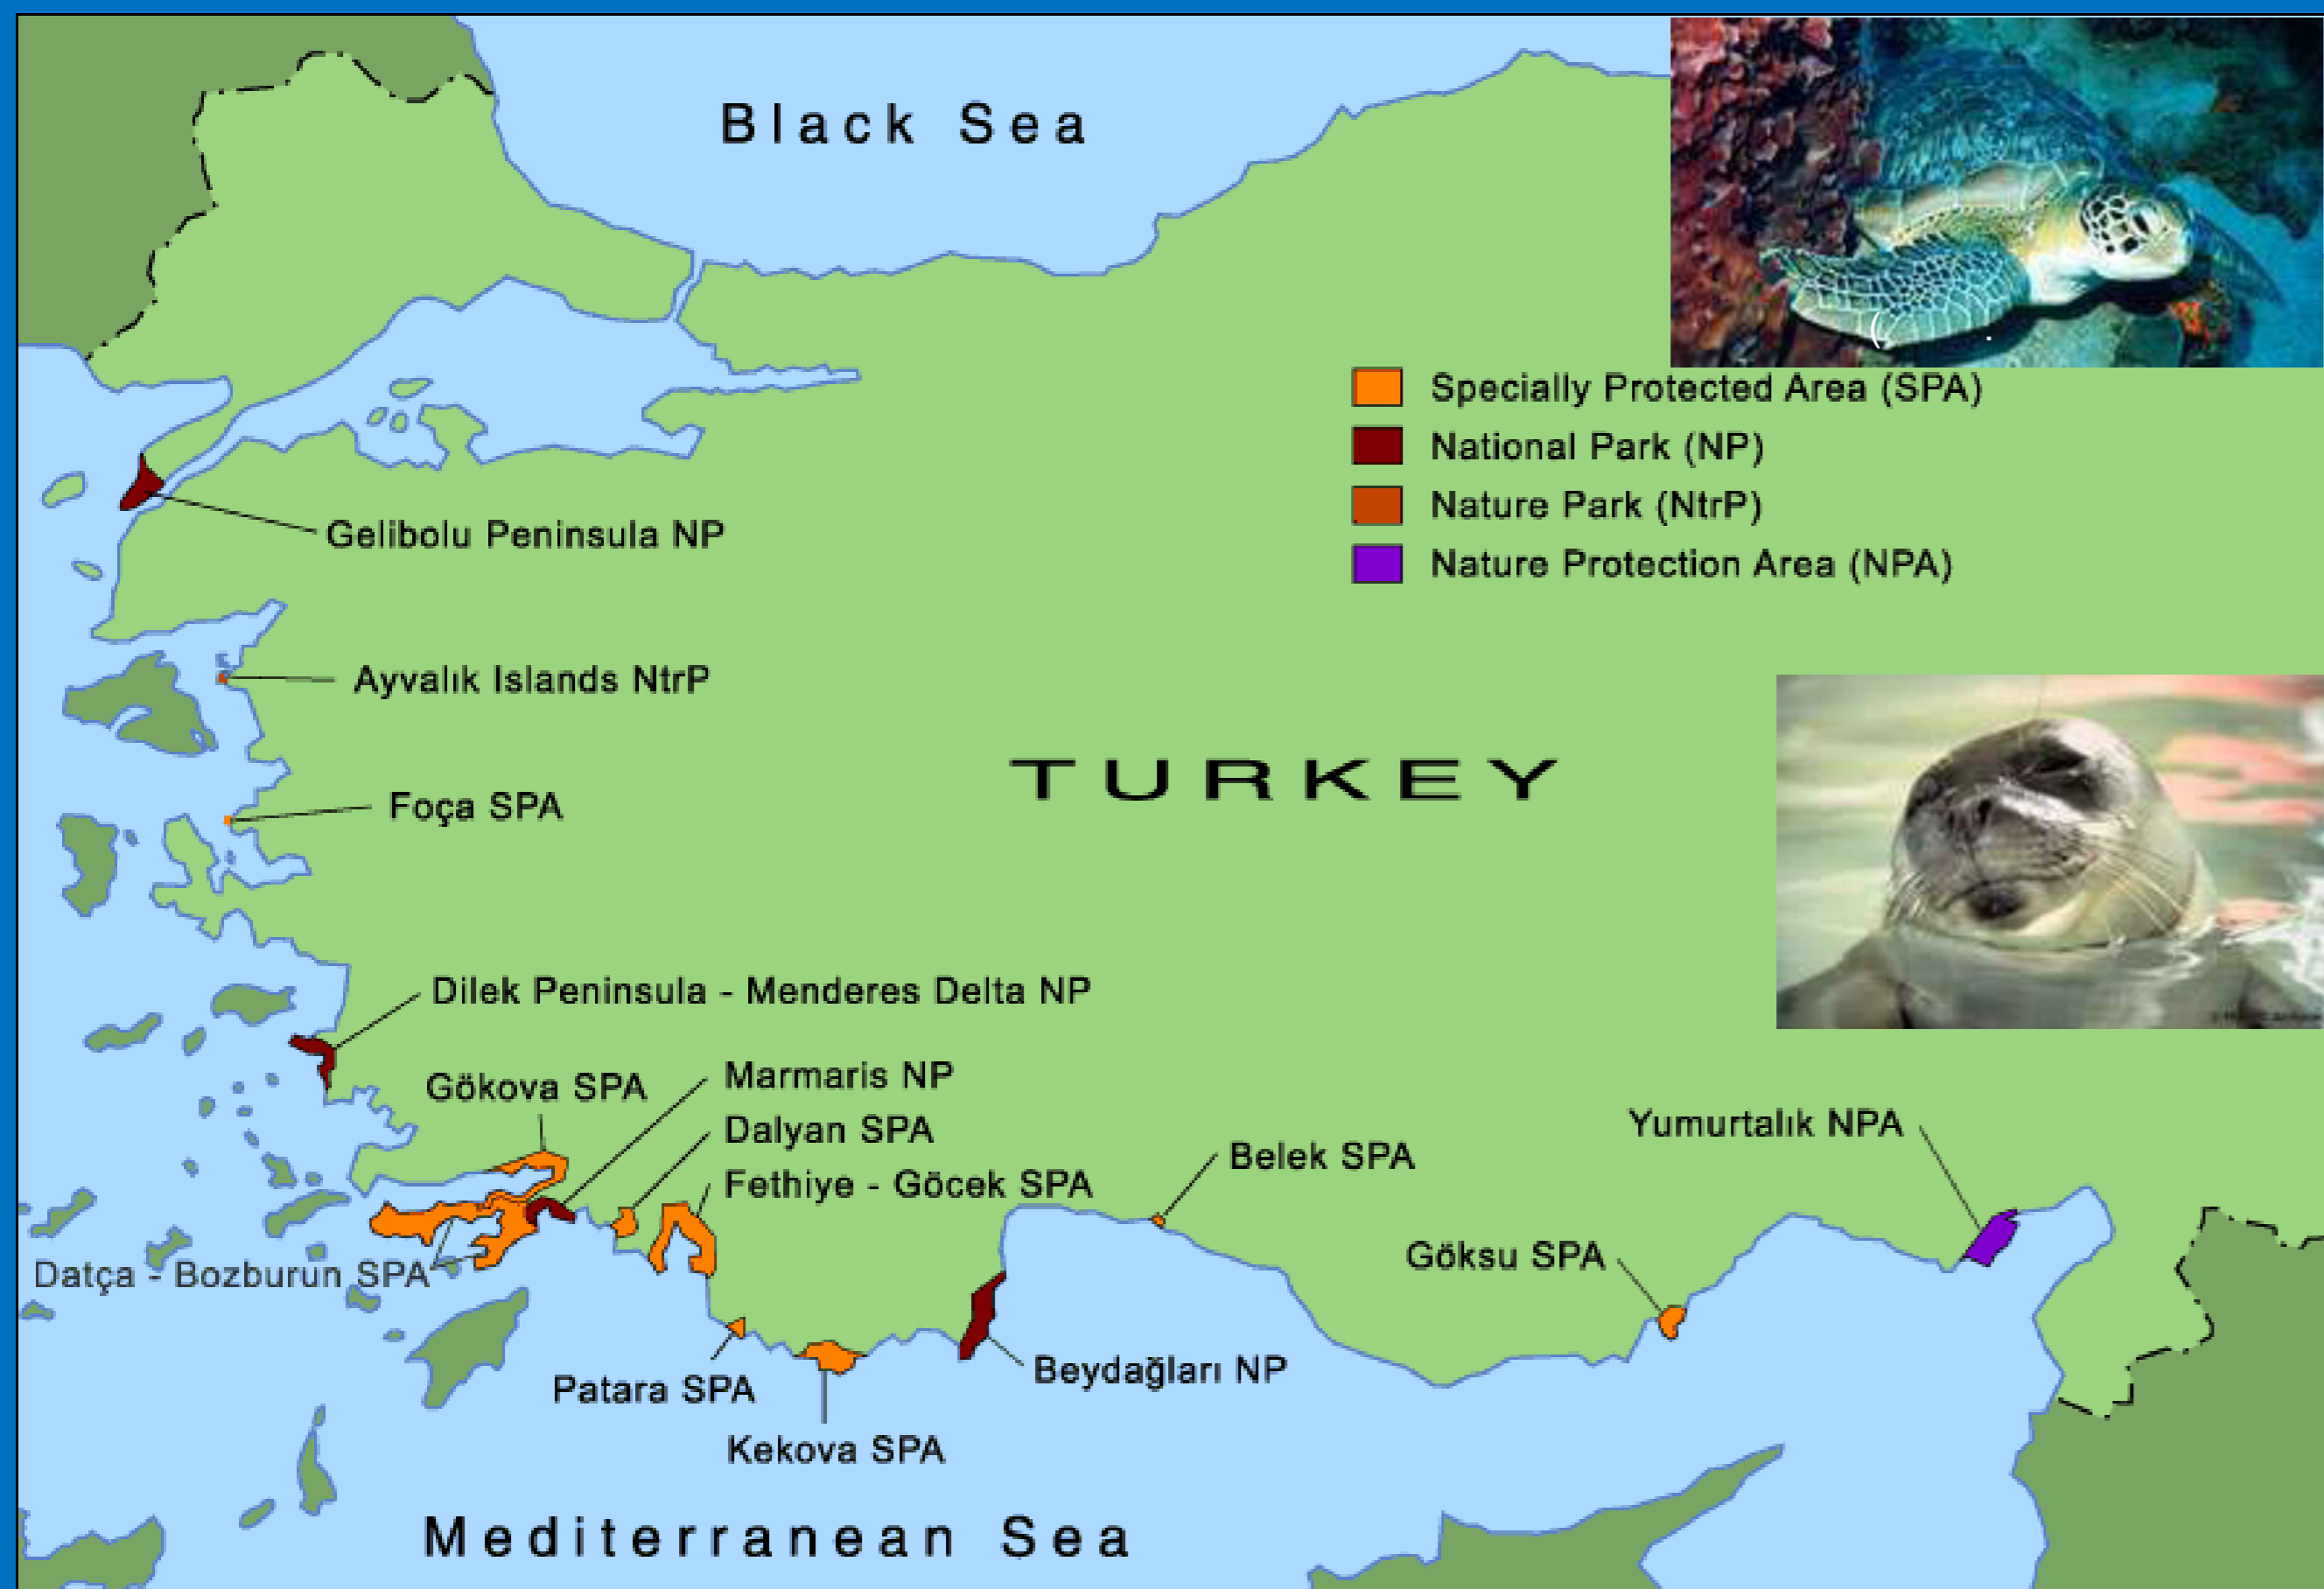 Black Sea
Specially Protected Area (SPA)
National Park (NP)
Nature Park (NtrP)
Nature Protection Area (NPA)
Gelibolu Peninsula NP
Ayvalık Islands NtrP
TURKEY
Foça SPA
Dilek Peninsula - Menderes Delta NP
Marmaris NP
Gökova SPA
Dalyan SPA
Fethiye - Göcek SPA
Belek SPA
Yumurtalık NPA
Göksu SPA
Datça - Bozburun SPA
Beydağları NP
Patara SPA
Kekova SPA
Mediterranean Sea